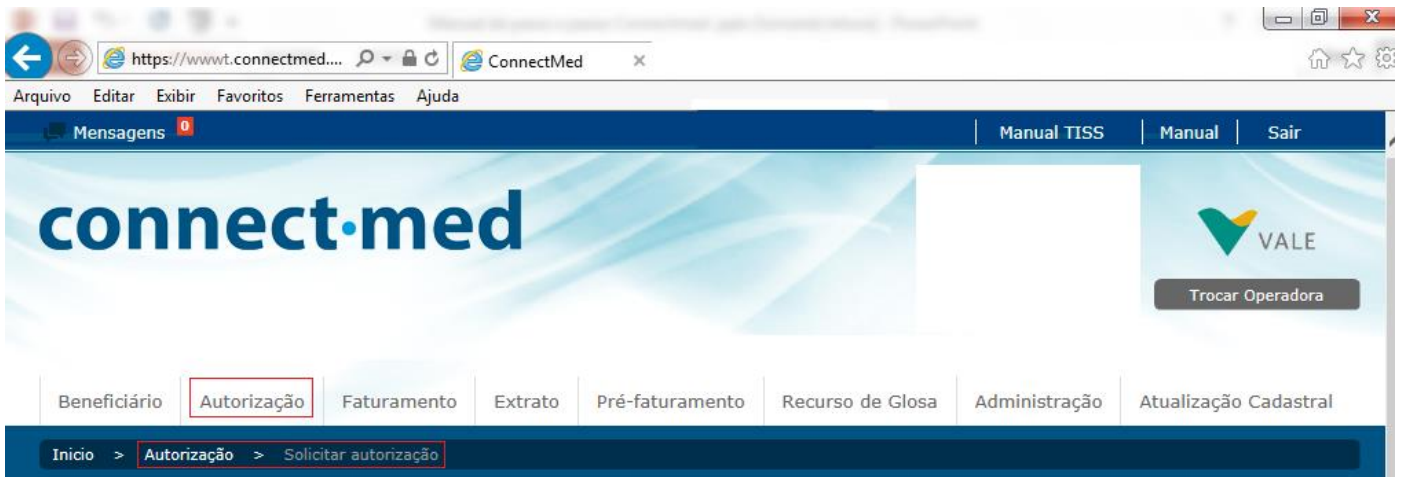 https://wwwt.connectmed.... ConnectMed
Arquivo Editar Exibir Favoritos Ferramentas Ajuda
Mensagens 0 Manual TISS Manual Sair
connect·med
VALE
Trocar Operadora
Beneficiário Autorização Faturamento Extrato Pré-faturamento Recurso de Glosa Administração Atualização Cadastral
Inicio > Autorização > Solicitar autorização